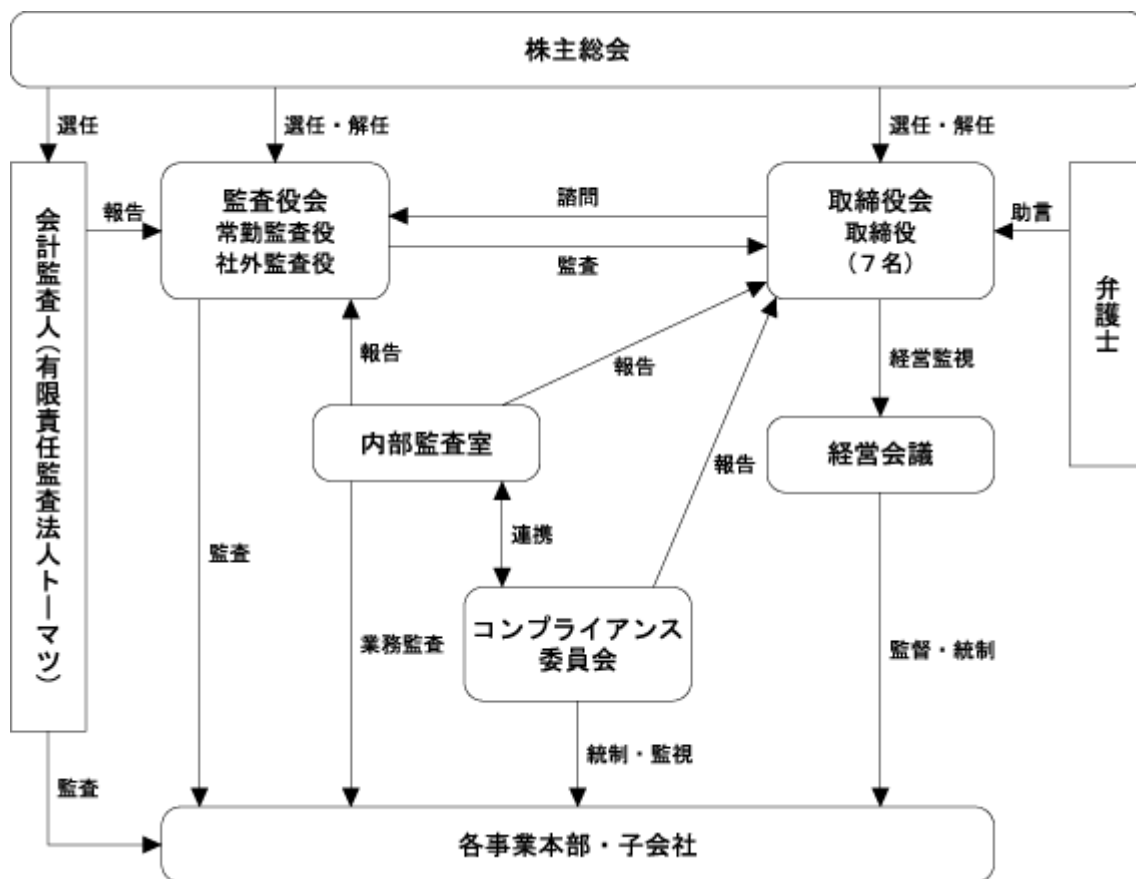 株主総会
選任
選任・解任
選任・解任
会計監査人（有限責任監査法人トーマツ）
報告
監査役会
常勤監査役
社外監査役
諮問
監査
取締役会
取締役
（７名）
助言
弁護士
報告
報告
経営監視
内部監査室
報告
経営会議
連携
監査
業務監査
コンプライアンス
委員会
監督・統制
統制・監視
監査
各事業本部・子会社